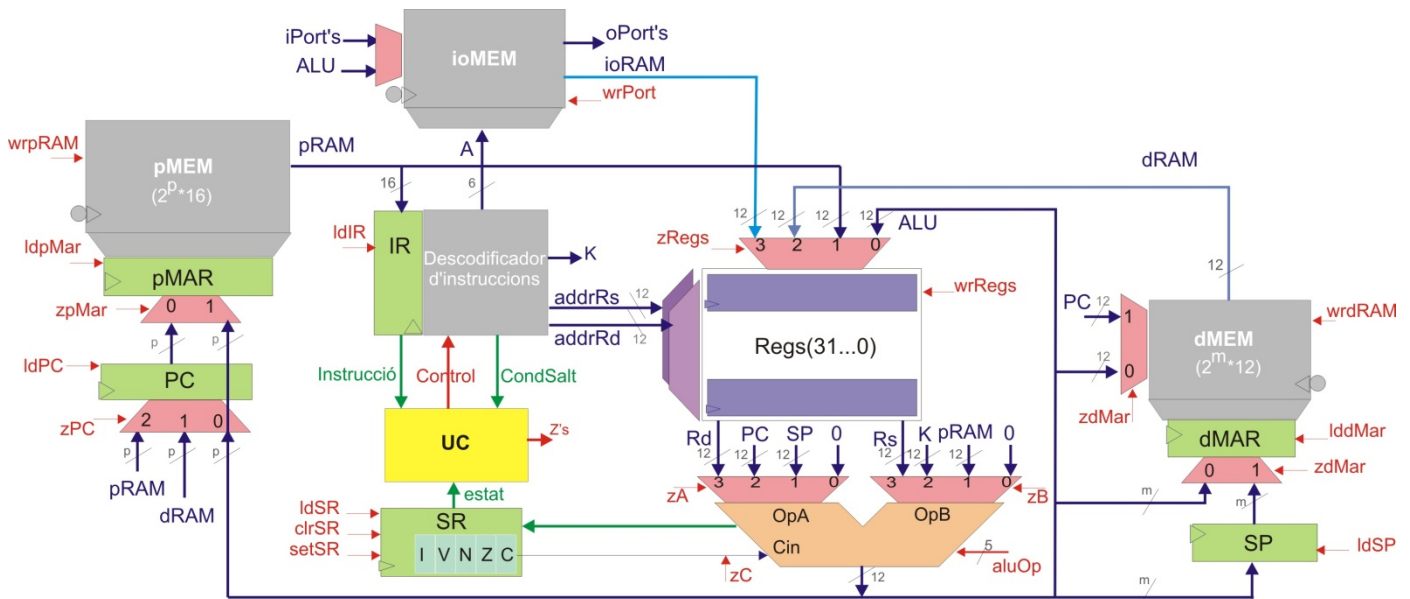 iPort's
ALU
ioMEM
oPort's
ioRAM
wrPort
wrpRAM
pMEM
(2^p*16)
pRAM
A
dRAM
16
6
12
12
12
12
ALU
ldpMar
pMAR
ldIR
IR
Descodificador
d'instruccions
K
zRegs
3 2 1 0
12
zpMar
0 1
addrRs
12
addrRd
12
wrRegs
Regs(31...0)
PC
12
1
12
0
zdMar
dMEM
(2^m*12)
wrdRAM
p
p
ldPC
PC
Instrucció
Control
CondSalt
zPC
2 1 0
p
p
p
pRAM
dRAM
UC
Z's
estat
Rd
PC
SP
0
Rs
K
pRAM
0
12
12
12
12
12
12
dMAR
lddMar
0 1
zdMar
zA
3 2 1 0
3 2 1 0
zB
ldSR
clrSR
setSR
SR
I V N Z C
OpA
OpB
Cin
zC
5
aluOp
12
m
m
SP
ldSP
m